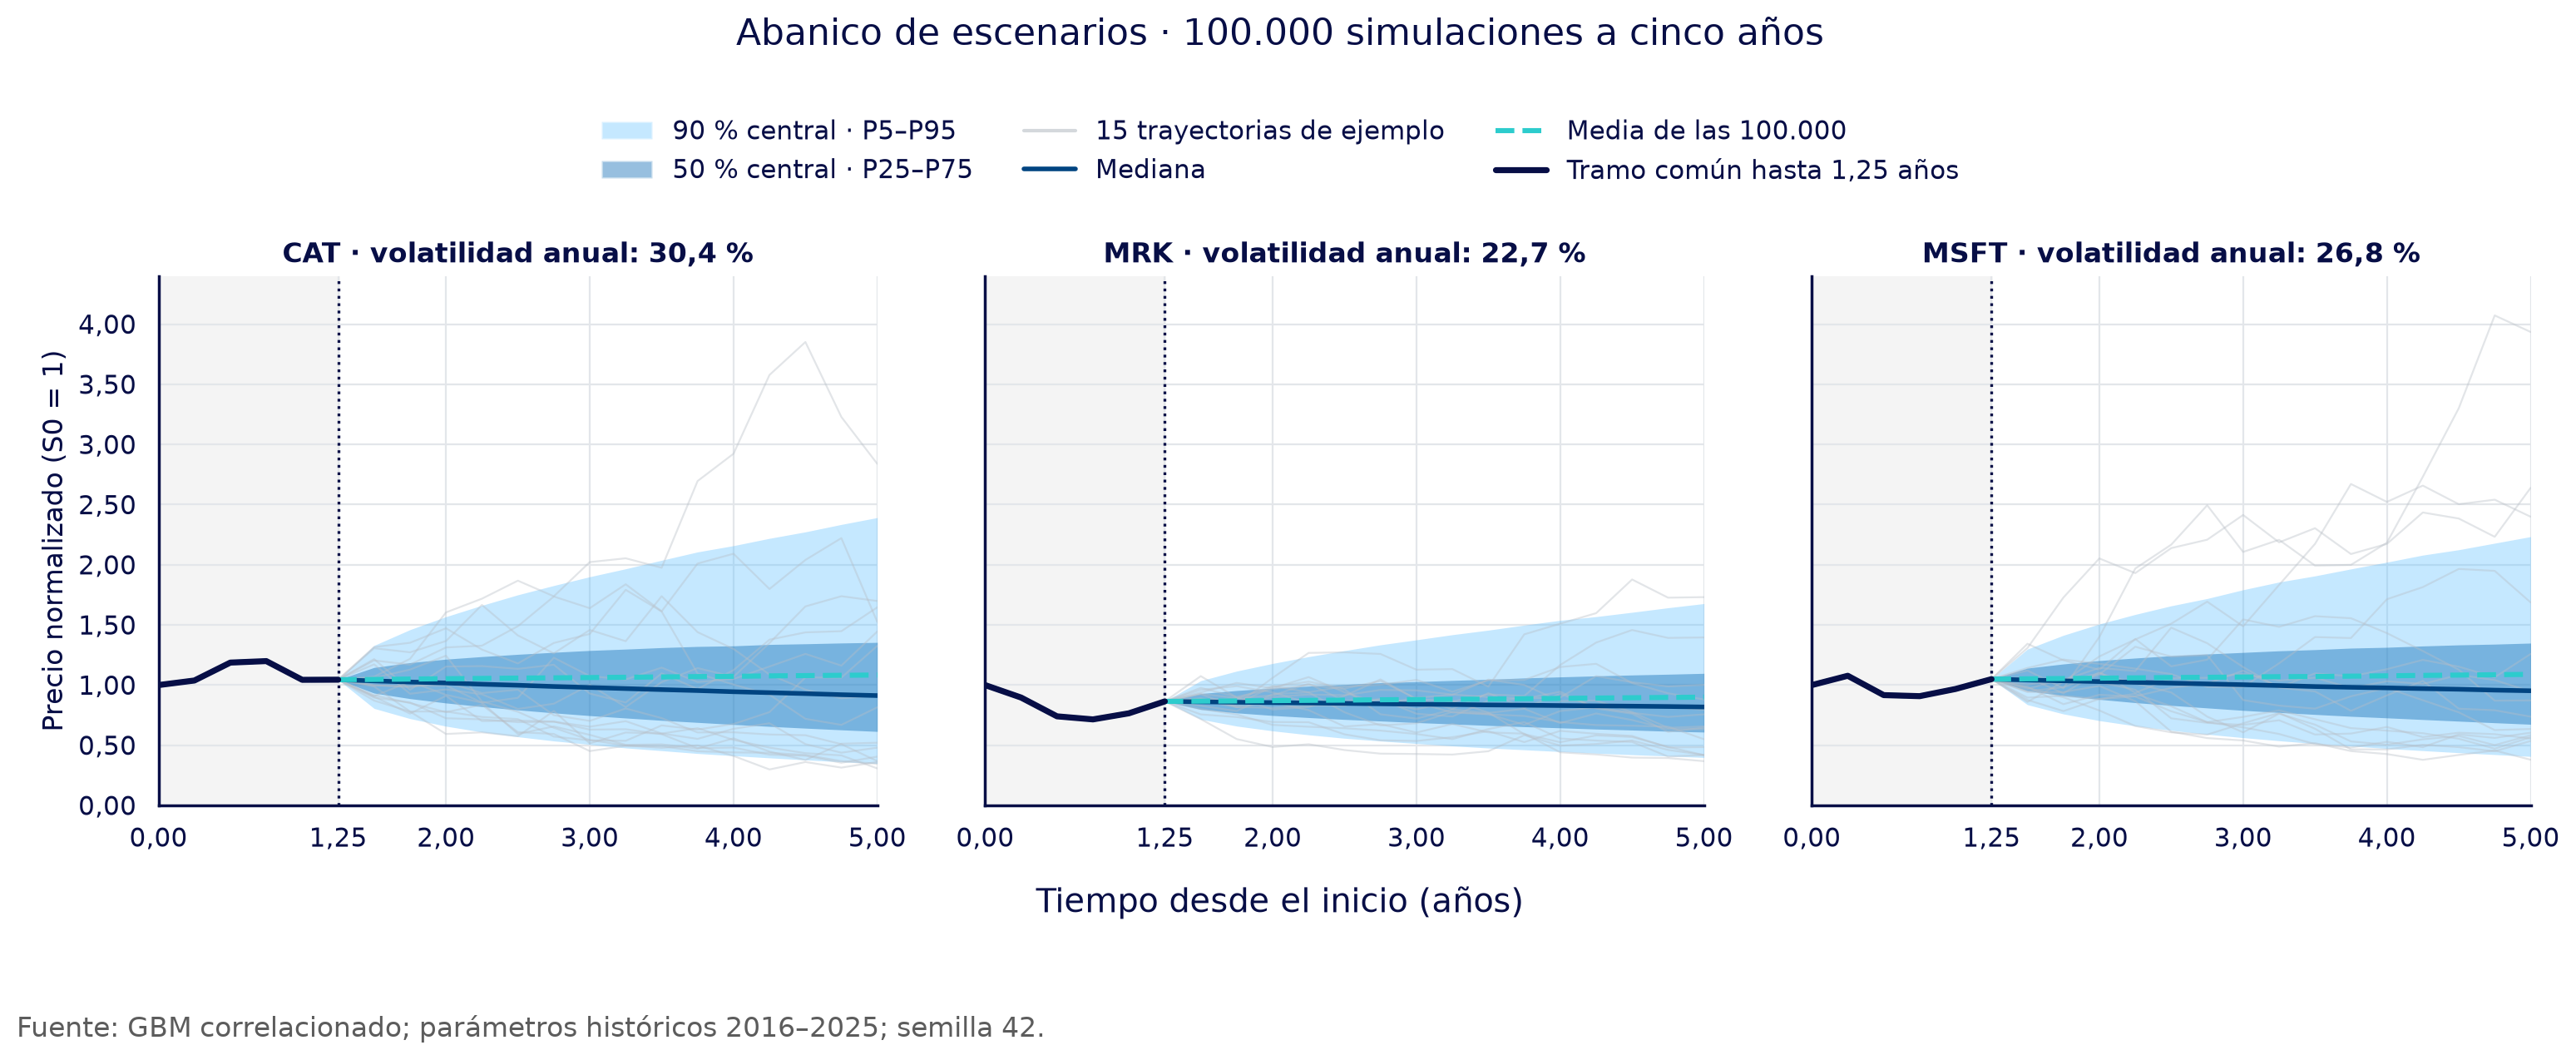 Abanico de escenarios · 100.000 simulaciones a cinco años
90 % central · P5–P95
50 % central · P25–P75
15 trayectorias de ejemplo
Mediana
Media de las 100.000
Tramo común hasta 1,25 años
CAT · volatilidad anual: 30,4 %
MRK · volatilidad anual: 22,7 %
MSFT · volatilidad anual: 26,8 %
Precio normalizado (S0 = 1)
4,00
3,50
3,00
2,50
2,00
1,50
1,00
0,50
0,00
0,00 1,25 2,00 3,00 4,00 5,00
0,00 1,25 2,00 3,00 4,00 5,00
0,00 1,25 2,00 3,00 4,00 5,00
Tiempo desde el inicio (años)
Fuente: GBM correlacionado; parámetros históricos 2016–2025; semilla 42.